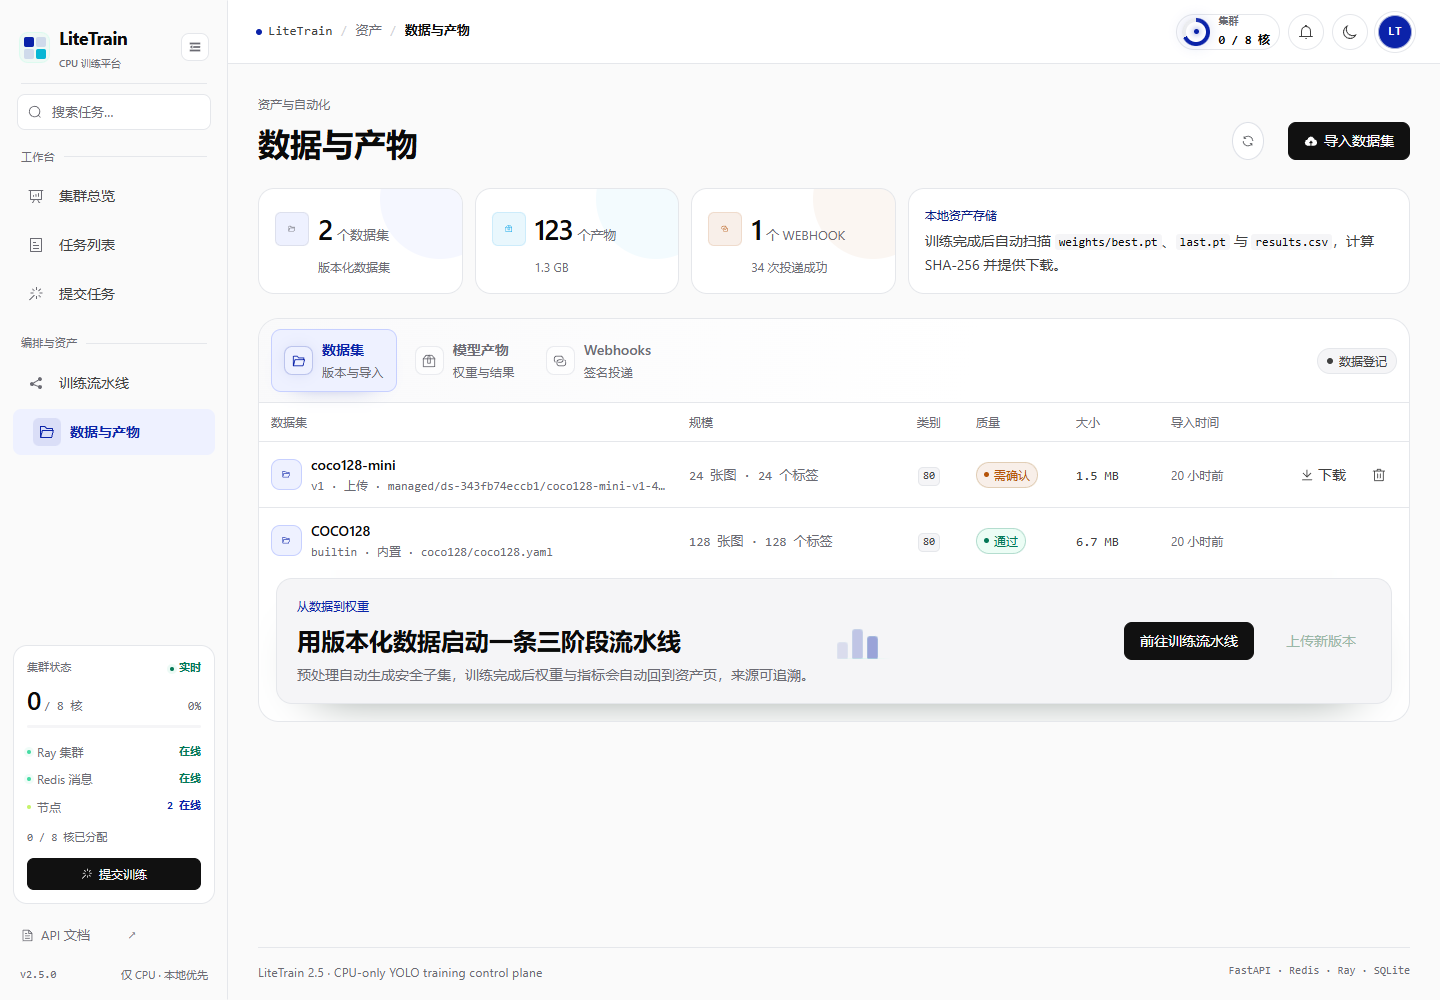 LiteTrain
CPU 训练平台
搜索任务...
工作台
集群总览
任务列表
提交任务
编排与资产
训练流水线
数据与产物
集群状态
实时
0 / 8 核
0%
Ray 集群
在线
Redis 消息
在线
节点
2 在线
0 / 8 核已分配
提交训练
API 文档 ↗
v2.5.0
仅 CPU · 本地优先
LiteTrain / 资产 / 数据与产物
集群
0 / 8 核
LT
资产与自动化
数据与产物
导入数据集
2 个数据集
版本化数据集
123 个产物
1.3 GB
1 个 WEBHOOK
34 次投递成功
本地资产存储
训练完成后自动扫描 weights/best.pt 、 last.pt 与 results.csv，计算
SHA-256 并提供下载。
数据集
版本与导入
模型产物
权重与结果
Webhooks
签名投递
数据登记
数据集 规模 类别 质量 大小 导入时间
coco128-mini
v1 · 上传 · managed/ds-343fb74eccb1/coco128-mini-v1-4…
24 张图 · 24 个标签
80
需确认
1.5 MB
20 小时前
下载
COCO128
builtin · 内置 · coco128/coco128.yaml
128 张图 · 128 个标签
80
通过
6.7 MB
20 小时前
从数据到权重
用版本化数据启动一条三阶段流水线
预处理自动生成安全子集，训练完成后权重与指标会自动回到资产页，来源可追溯。
前往训练流水线
上传新版本
LiteTrain 2.5 · CPU-only YOLO training control plane
FastAPI · Redis · Ray · SQLite